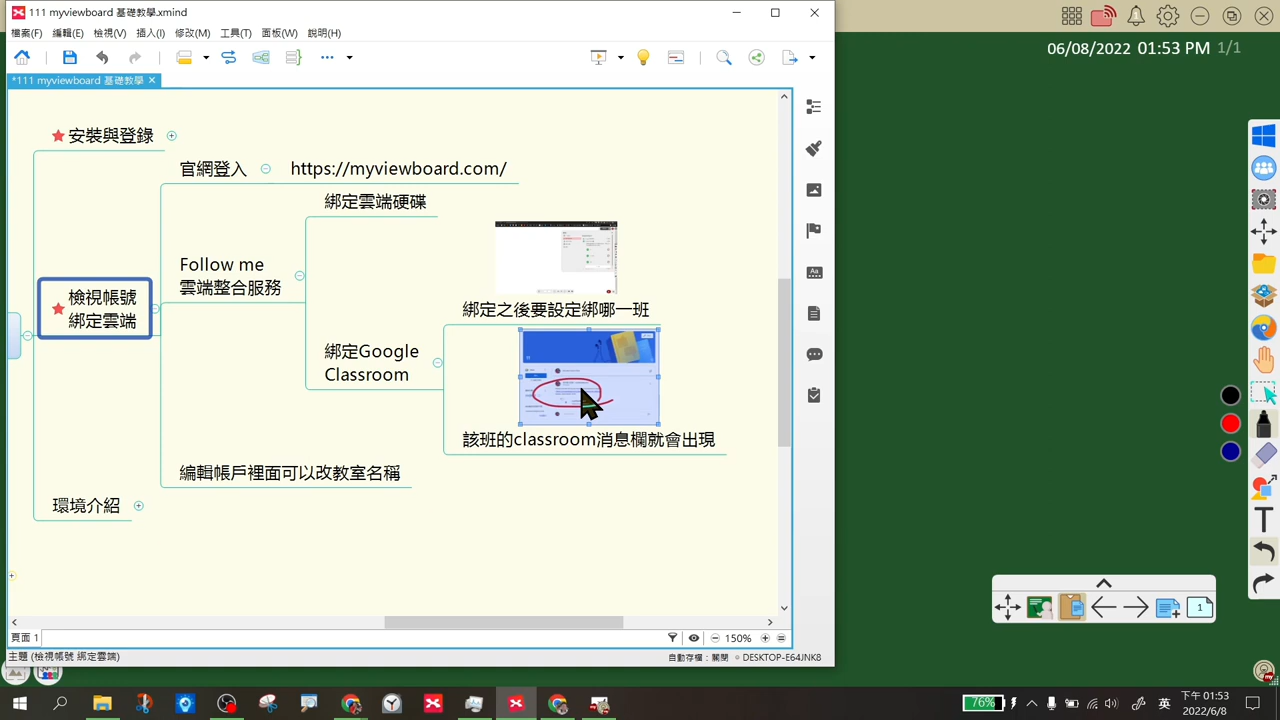 111 myviewboard 基礎教學.xmind
檔案(F) 編輯(E) 檢視(V) 插入(I) 修改(M) 工具(T) 面板(W) 說明(H)
*111 myviewboard 基礎教學
安裝與登錄
官網登入
https://myviewboard.com/
綁定雲端硬碟
Follow me
雲端整合服務
檢視帳號
綁定雲端
綁定之後要設定綁哪一班
綁定Google
Classroom
該班的classroom消息欄就會出現
編輯帳戶裡面可以改教室名稱
環境介紹
頁面 1
150%
主題 (檢視帳號 綁定雲端)
自動存檔：關閉
DESKTOP-E64JNK8
06/08/2022 01:53 PM 1/1
T
1
76%
英
下午 01:53
2022/6/8